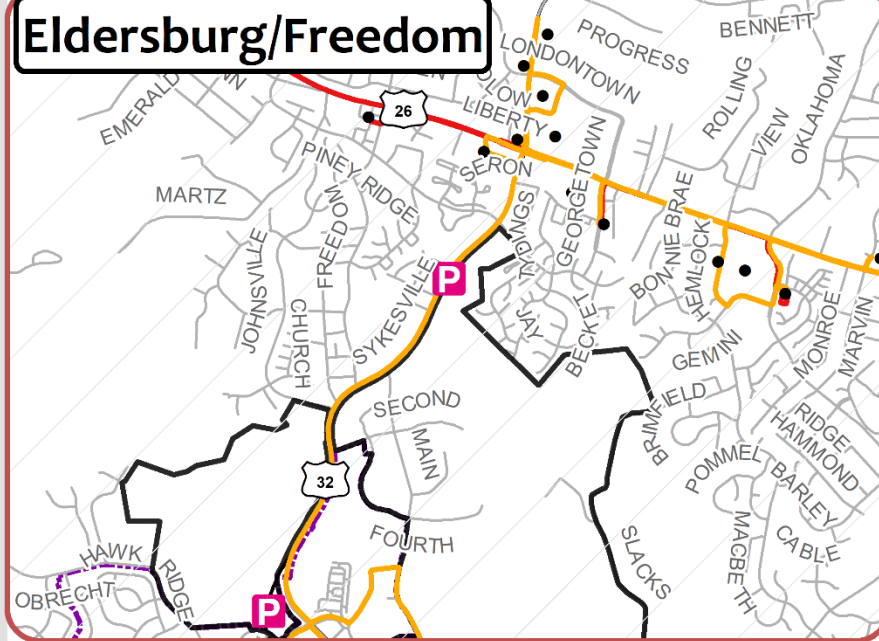 Eldersburg/Freedom
PROGRESS
BENNETT
LONDONTOWN
ROLLING
OKLAHOMA
VIEW
EMERALD
26
LIBERTY
SERON
GEORGETOWN
PINEY RIDGE
MARTZ
FREEDOM
JOHNSVILLE
SYKESVILLE
P
BON-NIE BRAE
HEMLOCK
CHURCH
JAY
BECKET
GEMINI
MONROE
MARVIN
SECOND
MAIN
BRIMFIELD
RIDGE
HAMMOND
POMMEL
BARLEY
32
FOURTH
MACBETH
CABLE
SLACKS
HAWK
RIDGE
OBRECHT
P